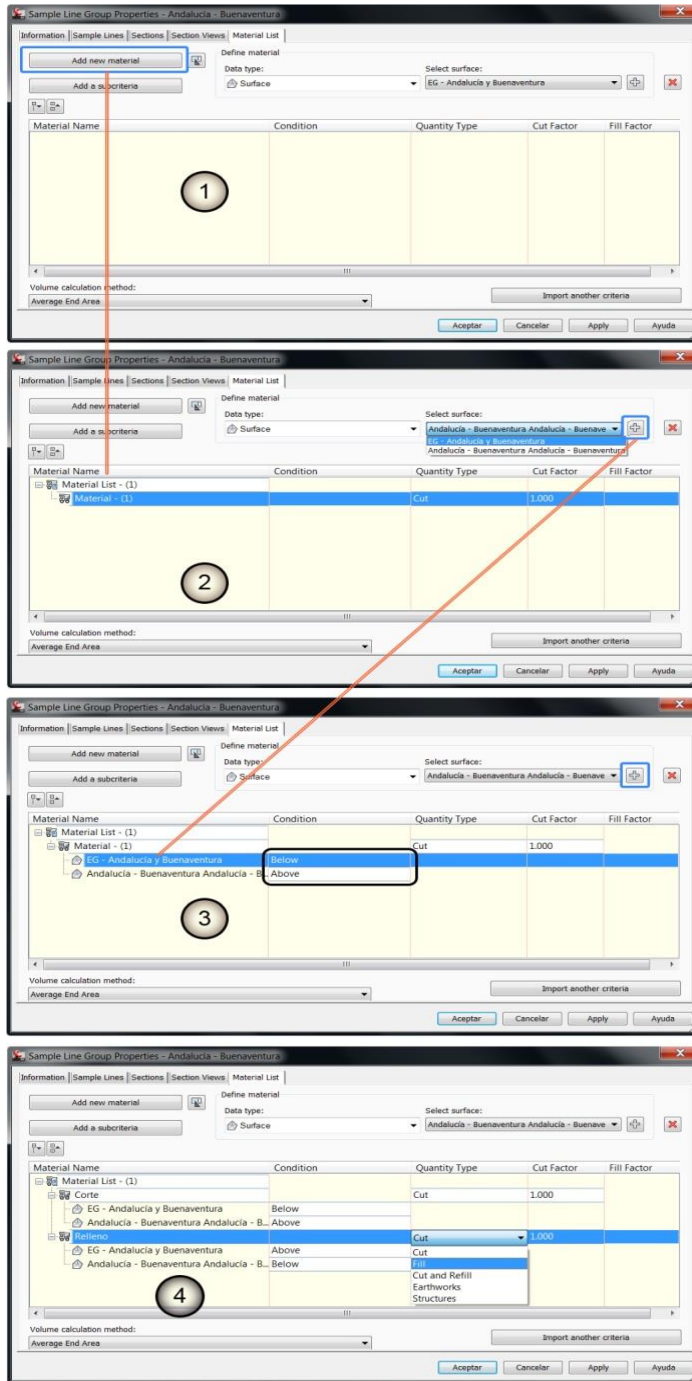 Sample Line Group Properties - Andalucía - Buenaventura
Information Sample Lines Sections Section Views Material List
Define material
Add new material
Data type:
Select surface:
Add a subcriteria
Surface
EG - Andalucía y Buenaventura
Material Name Condition Quantity Type Cut Factor Fill Factor
1
Volume calculation method:
Average End Area
Import another criteria
Aceptar Cancelar Apply Ayuda
Sample Line Group Properties - Andalucía - Buenaventura
Information Sample Lines Sections Section Views Material List
Define material
Add new material
Data type:
Select surface:
Add a subcriteria
Surface
Andalucía - Buenaventura Andalucía - Buenave
EG - Andalucía y Buenaventura
Andalucía - Buenaventura Andalucía - Buenaventura
Material Name Condition Quantity Type Cut Factor Fill Factor
Material List - (1)
Material - (1) Cut 1.000
2
Volume calculation method:
Average End Area
Import another criteria
Aceptar Cancelar Apply Ayuda
Sample Line Group Properties - Andalucía - Buenaventura
Information Sample Lines Sections Section Views Material List
Define material
Add new material
Data type:
Select surface:
Add a subcriteria
Surface
Andalucía - Buenaventura Andalucía - Buenave
Material Name Condition Quantity Type Cut Factor Fill Factor
Material List - (1)
Material - (1) Cut 1.000
EG - Andalucía y Buenaventura Below
Andalucía - Buenaventura Andalucía - B... Above
3
Volume calculation method:
Average End Area
Import another criteria
Aceptar Cancelar Apply Ayuda
Sample Line Group Properties - Andalucía - Buenaventura
Information Sample Lines Sections Section Views Material List
Define material
Add new material
Data type:
Select surface:
Add a subcriteria
Surface
Andalucía - Buenaventura Andalucía - Buenave
Material Name Condition Quantity Type Cut Factor Fill Factor
Material List - (1)
Corte Cut 1.000
EG - Andalucía y Buenaventura Below
Andalucía - Buenaventura Andalucía - B... Above
Relleno Cut 1.000
EG - Andalucía y Buenaventura Above Cut
Andalucía - Buenaventura Andalucía - B... Below Fill
Cut and Refill
Earthworks
Structures
4
Volume calculation method:
Average End Area
Import another criteria
Aceptar Cancelar Apply Ayuda